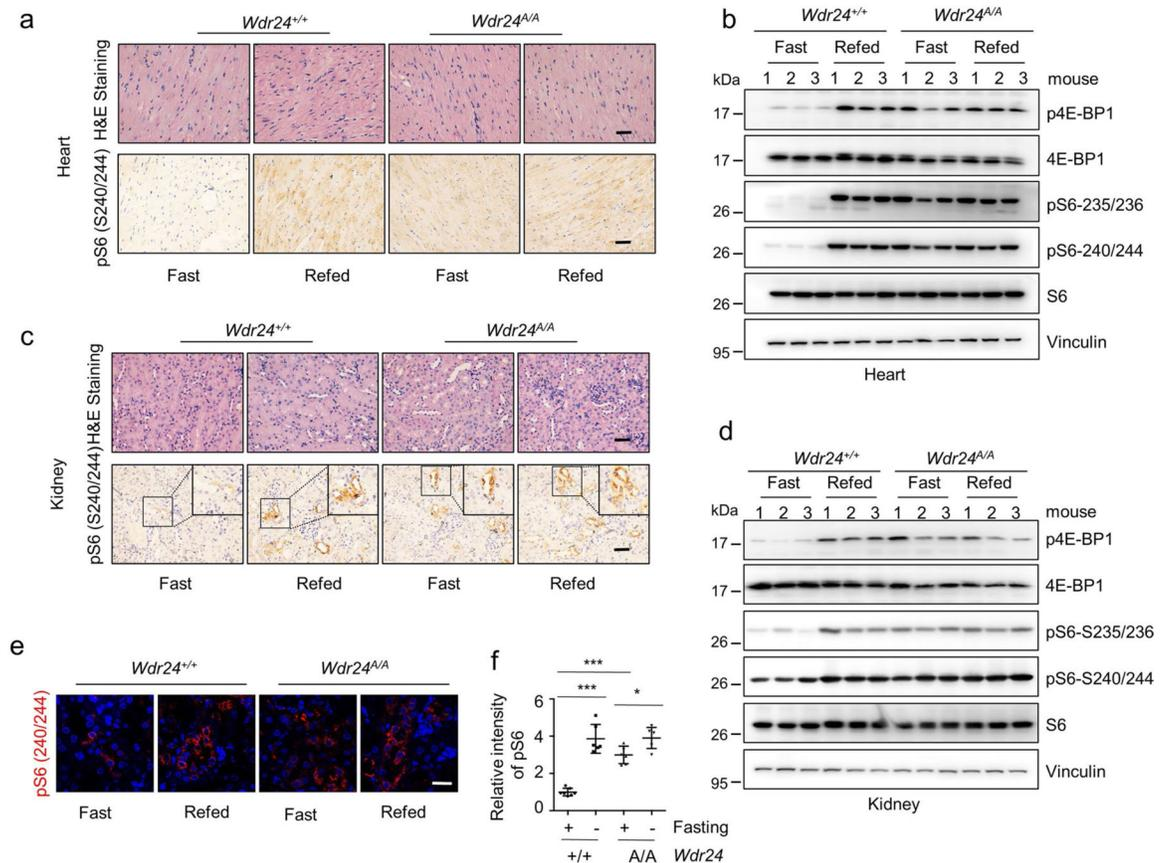 a
Wdr24+/+ Wdr24A/A
H&E Staining
Heart
pS6 (S240/244)
Fast Refed Fast Refed
b
Wdr24+/+ Wdr24A/A
Fast Refed Fast Refed
kDa 1 2 3 1 2 3 1 2 3 1 2 3 mouse
17 p4E-BP1
17 4E-BP1
26 pS6-235/236
26 pS6-240/244
26 S6
95 Vinculin
Heart
c
Wdr24+/+ Wdr24A/A
H&E Staining
Kidney
pS6 (S240/244)
Fast Refed Fast Refed
d
Wdr24+/+ Wdr24A/A
Fast Refed Fast Refed
kDa 1 2 3 1 2 3 1 2 3 1 2 3 mouse
17 p4E-BP1
17 4E-BP1
26 pS6-S235/236
26 pS6-S240/244
26 S6
95 Vinculin
Kidney
e
Wdr24+/+ Wdr24A/A
pS6 (240/244)
Fast Refed Fast Refed
f
***
*** *
Relative intensity
of pS6
6
4
2
0
+ - + - Fasting
+/+ A/A Wdr24